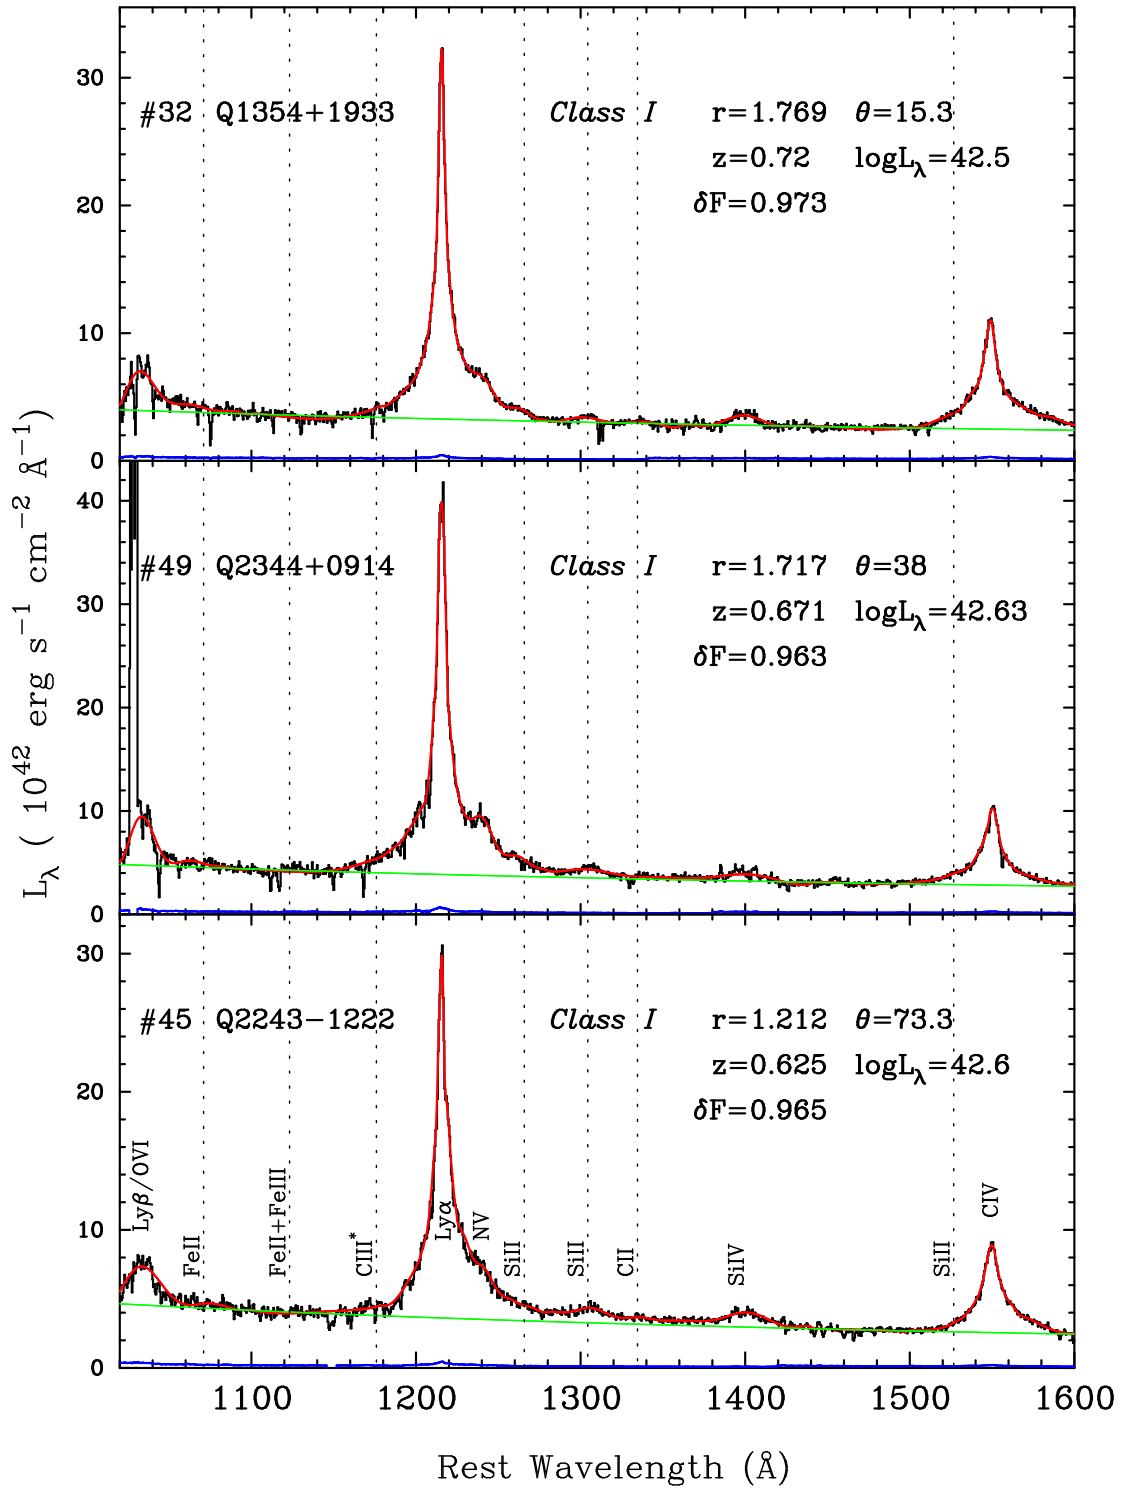 30
#32 Q1354+1933 Class I r=1.769 θ=15.3
z=0.72 logLλ=42.5
20
δF=0.973
10
0
40
#49 Q2344+0914 Class I r=1.717 θ=38
30
z=0.671 logLλ=42.63
δF=0.963
20
10
0
30
#45 Q2243−1222 Class I r=1.212 θ=73.3
z=0.625 logLλ=42.6
20
δF=0.965
10
0
Lyβ/OVI
FeII
FeII+FeIII
CIII*
Lyα
NV
SiII
SiII
CII
SiIV
SiII
CIV
1100 1200 1300 1400 1500 1600
Rest Wavelength (Å)
Lλ ( 10⁴² erg s⁻¹ cm⁻² Å⁻¹)